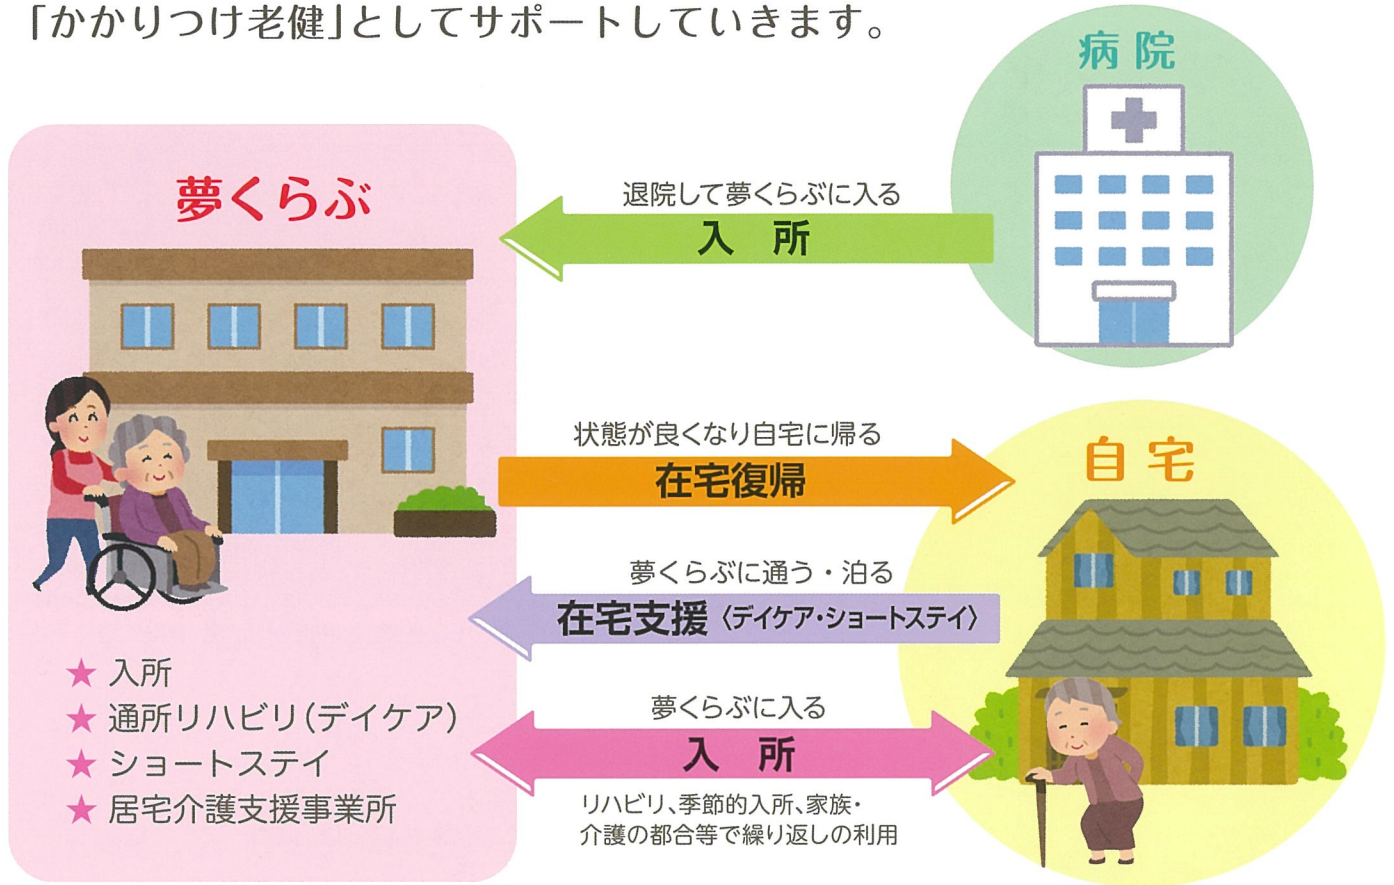 「かかりつけ老健」としてサポートしていきます。
病院
夢くらぶ
退院して夢くらぶに入る
入所
状態が良くなり自宅に帰る
在宅復帰
自宅
夢くらぶに通う・泊る
在宅支援〈デイケア・ショートステイ〉
夢くらぶに入る
入所
リハビリ、季節的入所、家族・
介護の都合等で繰り返しの利用
★ 入所
★ 通所リハビリ(デイケア)
★ ショートステイ
★ 居宅介護支援事業所